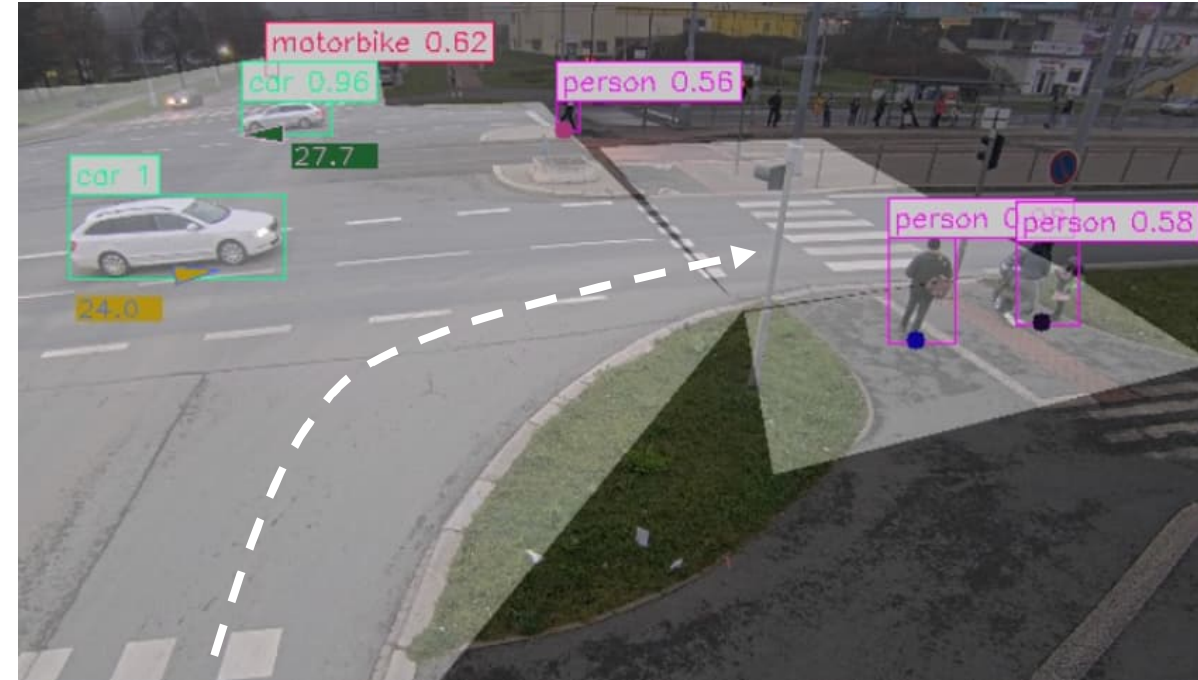 motorbike 0.62
car 0.96
person 0.56
27.7
car 1
person 0.58
person
24.0